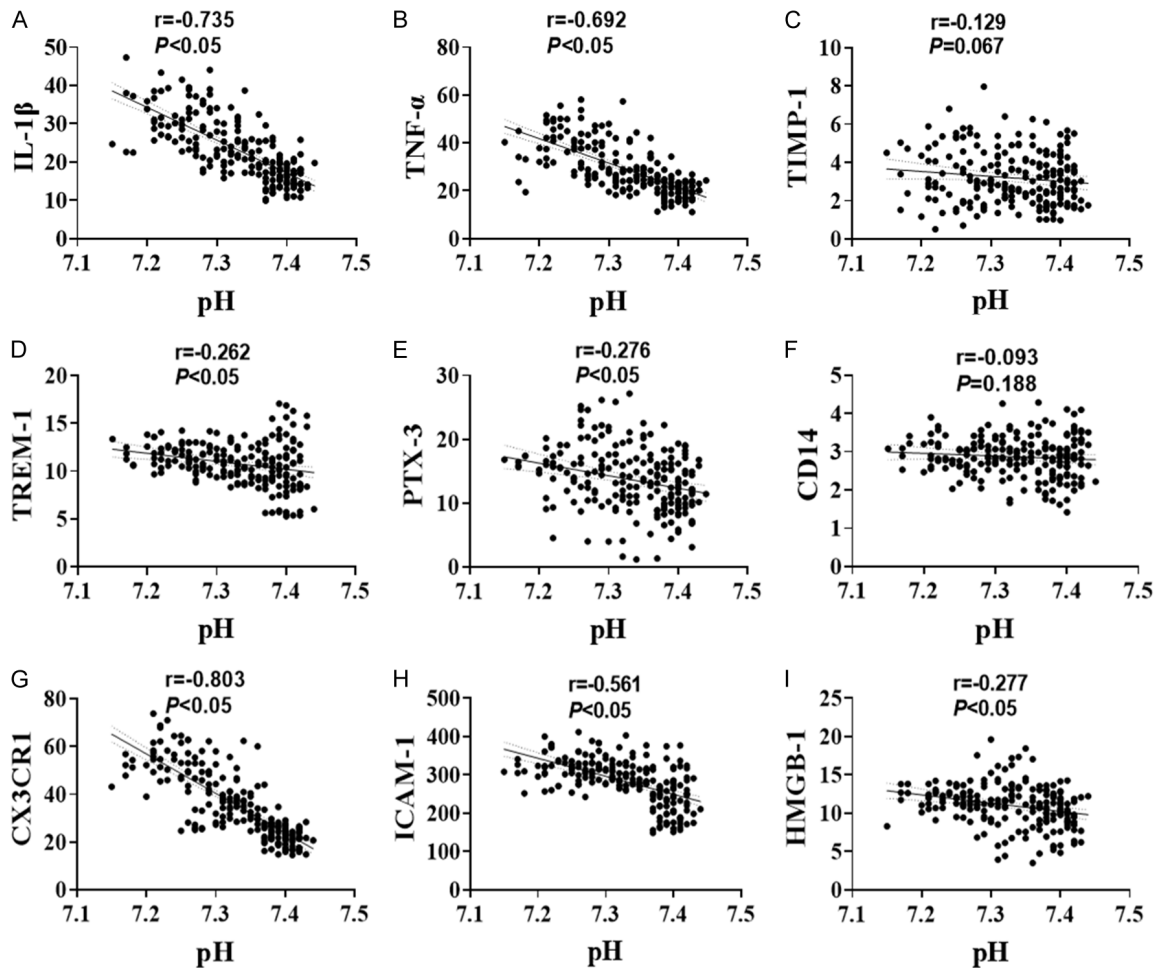 A
r=-0.735
P<0.05
IL-1β
50
40
30
20
10
0
7.1 7.2 7.3 7.4 7.5
pH
B
r=-0.692
P<0.05
TNF-α
80
60
40
20
0
7.1 7.2 7.3 7.4 7.5
pH
C
r=-0.129
P=0.067
TIMP-1
10
8
6
4
2
0
7.1 7.2 7.3 7.4 7.5
pH
D
r=-0.262
P<0.05
TREM-1
20
15
10
5
0
7.1 7.2 7.3 7.4 7.5
pH
E
r=-0.276
P<0.05
PTX-3
30
20
10
0
7.1 7.2 7.3 7.4 7.5
pH
F
r=-0.093
P=0.188
CD14
5
4
3
2
1
0
7.1 7.2 7.3 7.4 7.5
pH
G
r=-0.803
P<0.05
CX3CR1
80
60
40
20
0
7.1 7.2 7.3 7.4 7.5
pH
H
r=-0.561
P<0.05
ICAM-1
500
400
300
200
100
0
7.1 7.2 7.3 7.4 7.5
pH
I
r=-0.277
P<0.05
HMGB-1
25
20
15
10
5
0
7.1 7.2 7.3 7.4 7.5
pH